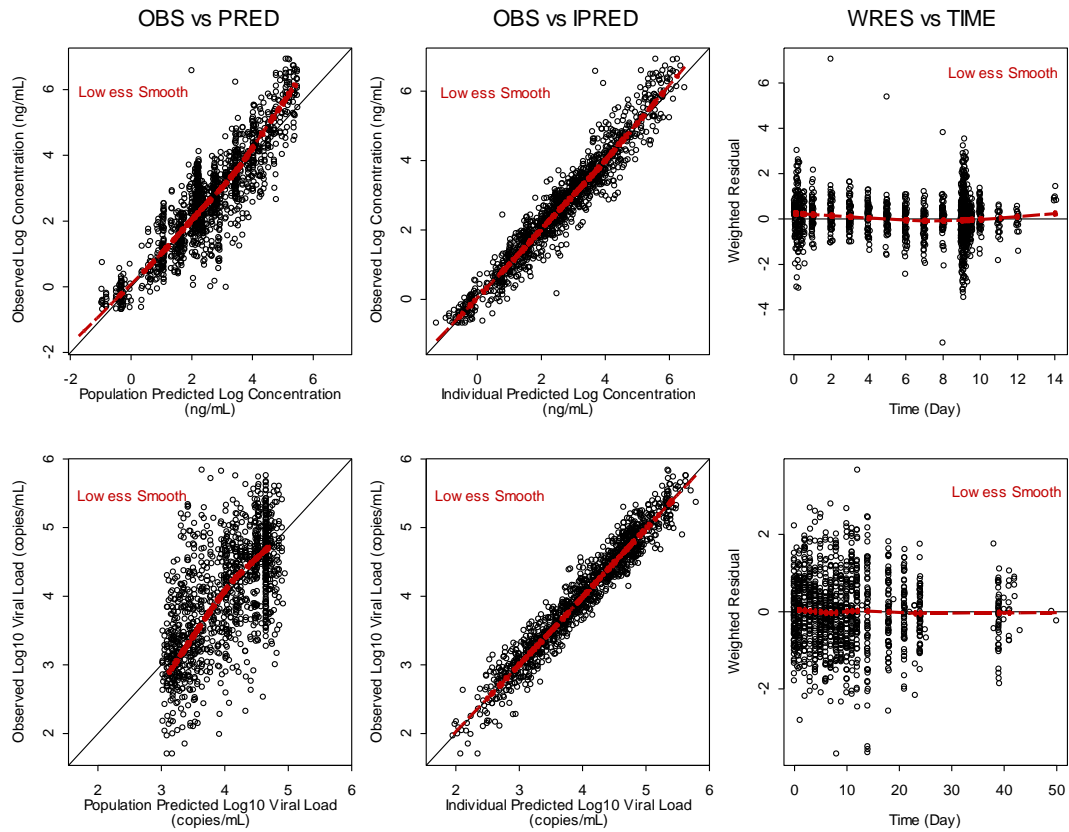 OBS vs PRED
OBS vs IPRED
WRES vs TIME
Observed Log Concentration (ng/mL)
-2 0 2 4 6
Low ess Smooth
-2 0 2 4 6
Population Predicted Log Concentration
(ng/mL)
Observed Log Concentration (ng/mL)
0 2 4 6
Low ess Smooth
0 2 4 6
Individual Predicted Log Concentration
(ng/mL)
Weighted Residual
-4 -2 0 2 4 6
Low ess Smooth
0 2 4 6 8 10 12 14
Time (Day)
Observed Log10 Viral Load (copies/mL)
2 3 4 5 6
Low ess Smooth
2 3 4 5 6
Population Predicted Log10 Viral Load
(copies/mL)
Observed Log10 Viral Load (copies/mL)
2 3 4 5 6
Low ess Smooth
2 3 4 5 6
Individual Predicted Log10 Viral Load
(copies/mL)
Weighted Residual
-2 0 2
Low ess Smooth
0 10 20 30 40 50
Time (Day)